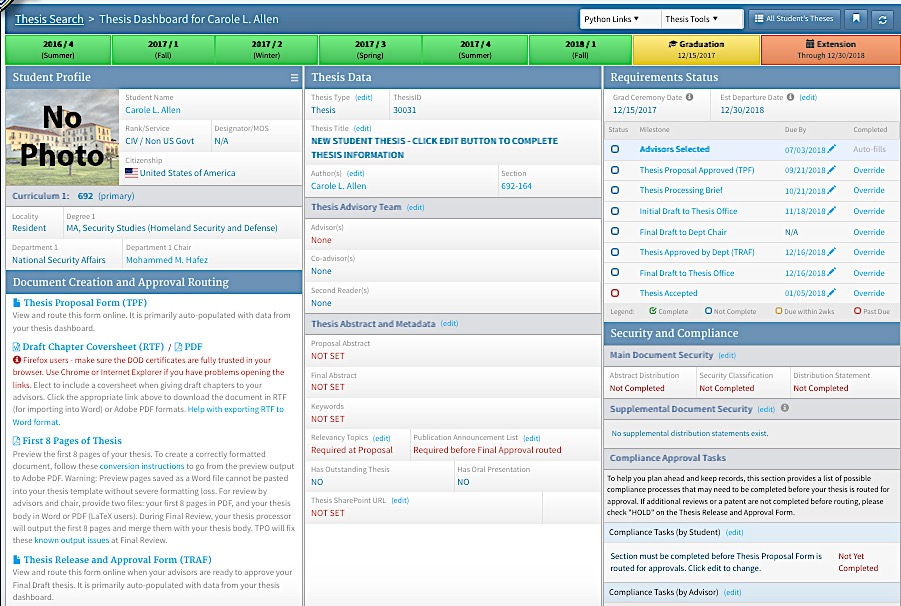 Thesis Search > Thesis Dashboard for Carole L. Allen
Python Links
Thesis Tools
All Student's Theses
2016 / 4
(Summer)
2017 / 1
(Fall)
2017 / 2
(Winter)
2017 / 3
(Spring)
2017 / 4
(Summer)
2018 / 1
(Fall)
Graduation
12/15/2017
Extension
Through 12/30/2018
Student Profile
No
Photo
Student Name
Carole L. Allen
Rank/Service
CIV / Non US Govt
Designator/MOS
N/A
Citizenship
United States of America
Curriculum 1: 692 (primary)
Locality
Resident
Degree 1
MA, Security Studies (Homeland Security and Defense)
Department 1
National Security Affairs
Department 1 Chair
Mohammed M. Hafez
Document Creation and Approval Routing
Thesis Proposal Form (TPF)
View and route this form online. It is primarily auto-populated with data from
your thesis dashboard.
Draft Chapter Coversheet (RTF) / PDF
Firefox users - make sure the DOD certificates are fully trusted in your
browser. Use Chrome or Internet Explorer if you have problems opening the
links. Elect to include a coversheet when giving draft chapters to your
advisors. Click the appropriate link above to download the document in RTF
(for importing into Word) or Adobe PDF formats. Help with exporting RTF to
Word format.
First 8 Pages of Thesis
Preview the first 8 pages of your thesis. To create a correctly formatted
document, follow these conversion instructions to go from the preview output
to Adobe PDF. Warning: Preview pages saved as a Word file cannot be pasted
into your thesis template without severe formatting loss. For review by
advisors and chair, provide two files: your first 8 pages in PDF, and your thesis
body in Word or PDF (LaTeX users). During Final Review, your thesis processor
will output the first 8 pages and merge them with your thesis body. TPO will fix
these known output issues at Final Review.
Thesis Release and Approval Form (TRAF)
View and route this form online when your advisors are ready to approve your
Final Draft thesis. It is primarily auto-populated with data from your thesis
dashboard.
Thesis Data
Thesis Type (edit)
Thesis
ThesisID
30031
Thesis Title (edit)
NEW STUDENT THESIS - CLICK EDIT BUTTON TO COMPLETE
THESIS INFORMATION
Author(s) (edit)
Carole L. Allen
Section
692-164
Thesis Advisory Team (edit)
Advisor(s)
None
Co-advisor(s)
None
Second Reader(s)
None
Thesis Abstract and Metadata (edit)
Proposal Abstract
NOT SET
Final Abstract
NOT SET
Keywords
NOT SET
Relevancy Topics (edit)
Required at Proposal
Publication Announcement List (edit)
Required before Final Approval routed
Has Outstanding Thesis
NO
Has Oral Presentation
NO
Thesis SharePoint URL (edit)
NOT SET
Requirements Status
Grad Ceremony Date
12/15/2017
Est Departure Date (edit)
12/30/2018
Status Milestone Due By Completed
Advisors Selected 07/03/2018 Auto-fills
Thesis Proposal Approved (TPF) 09/21/2018 Override
Thesis Processing Brief 10/21/2018 Override
Initial Draft to Thesis Office 11/18/2018 Override
Final Draft to Dept Chair N/A Override
Thesis Approved by Dept (TRAF) 12/16/2018 Override
Final Draft to Thesis Office 12/16/2018 Override
Thesis Accepted 01/05/2018 Override
Legend: Complete Not Complete Due within 2wks Past Due
Security and Compliance
Main Document Security (edit)
Abstract Distribution
Not Completed
Security Classification
Not Completed
Distribution Statement
Not Completed
Supplemental Document Security (edit)
No supplemental distribution statements exist.
Compliance Approval Tasks
To help you plan ahead and keep records, this section provides a list of possible
compliance processes that may need to be completed before your thesis is routed for
approval. If additional reviews or a patent are not completed before routing, please
check "HOLD" on the Thesis Release and Approval Form.
Compliance Tasks (by Student) (edit)
Section must be completed before Thesis Proposal Form is
routed for approvals. Click edit to change.
Not Yet
Completed
Compliance Tasks (by Advisor) (edit)